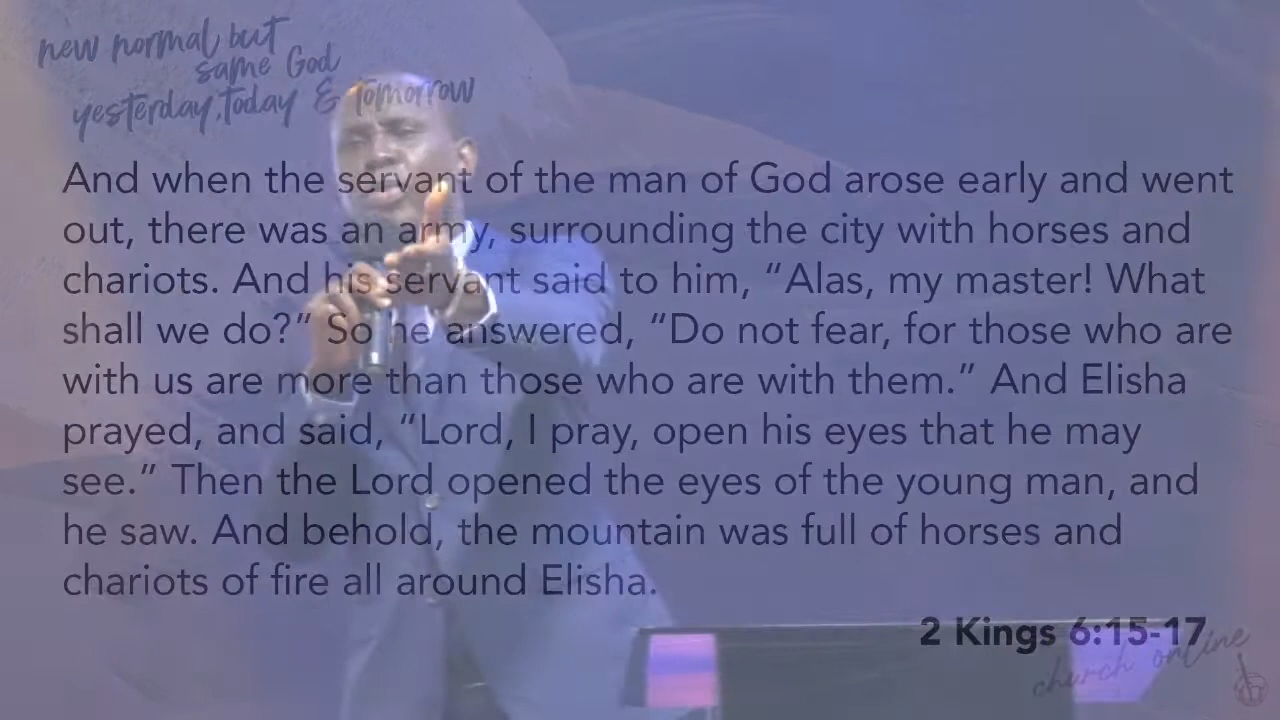 new normal but
same God
yesterday, today & tomorrow
And when the servant of the man of God arose early and went
out, there was an army, surrounding the city with horses and
chariots. And his servant said to him, “Alas, my master! What
shall we do?” So he answered, “Do not fear, for those who are
with us are more than those who are with them.” And Elisha
prayed, and said, “Lord, I pray, open his eyes that he may
see.” Then the Lord opened the eyes of the young man, and
he saw. And behold, the mountain was full of horses and
chariots of fire all around Elisha.
2 Kings 6:15-17
church online